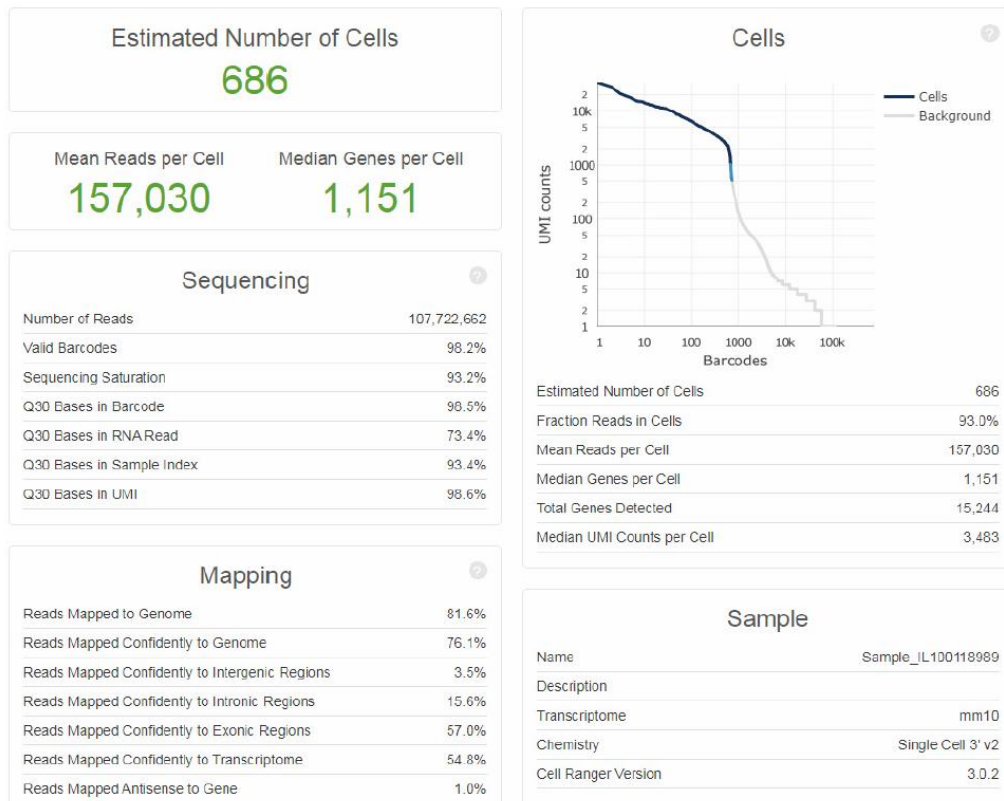 Estimated Number of Cells
686
Mean Reads per Cell
157,030
Median Genes per Cell
1,151
Sequencing
?
Number of Reads 107,722,662
Valid Barcodes 98.2%
Sequencing Saturation 93.2%
Q30 Bases in Barcode 98.5%
Q30 Bases in RNA Read 73.4%
Q30 Bases in Sample Index 93.4%
Q30 Bases in UMI 98.6%
Mapping
?
Reads Mapped to Genome 81.6%
Reads Mapped Confidently to Genome 76.1%
Reads Mapped Confidently to Intergenic Regions 3.5%
Reads Mapped Confidently to Intronic Regions 15.6%
Reads Mapped Confidently to Exonic Regions 57.0%
Reads Mapped Confidently to Transcriptome 54.8%
Reads Mapped Antisense to Gene 1.0%
Cells
?
Cells
Background
UMI counts
2
10k
5
2
1000
5
2
100
5
2
10
5
2
1
1 10 100 1000 10k 100k
Barcodes
Estimated Number of Cells 686
Fraction Reads in Cells 93.0%
Mean Reads per Cell 157,030
Median Genes per Cell 1,151
Total Genes Detected 15,244
Median UMI Counts per Cell 3,483
Sample
Name Sample_IL100118989
Description
Transcriptome mm10
Chemistry Single Cell 3' v2
Cell Ranger Version 3.0.2